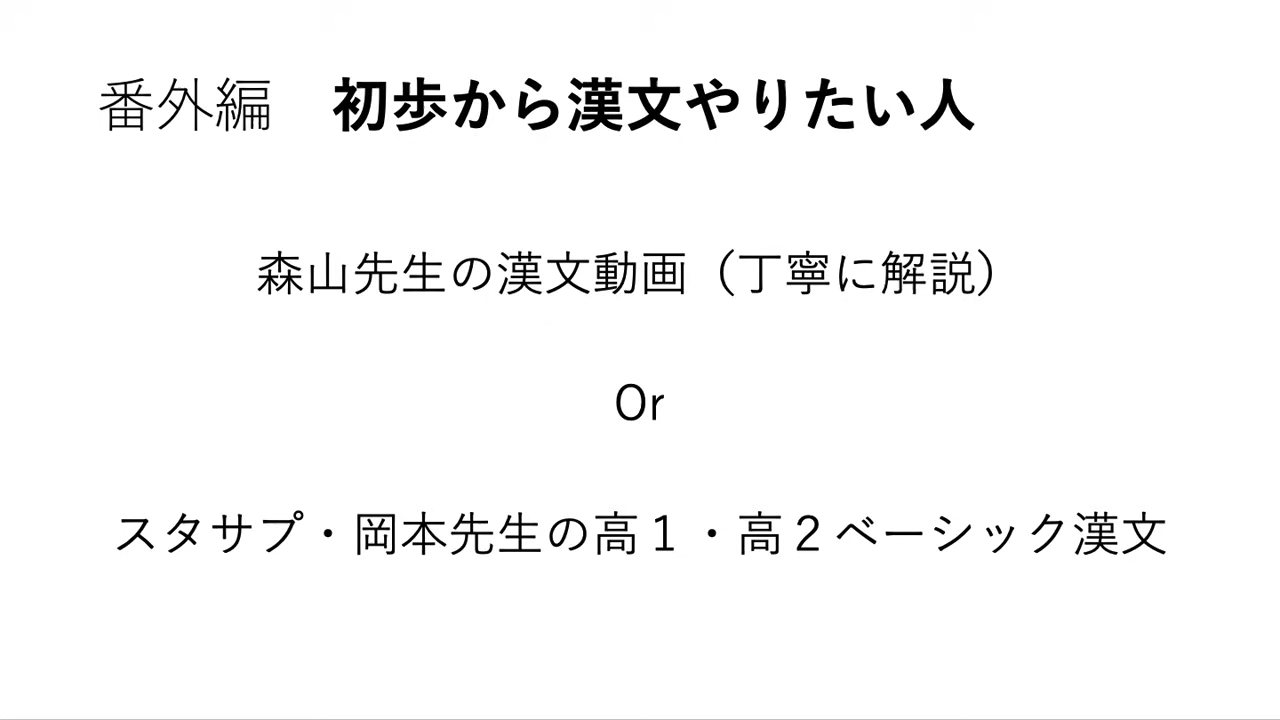 番外編　初歩から漢文やりたい人
森山先生の漢文動画（丁寧に解説）
Or
スタサプ・岡本先生の高１・高２ベーシック漢文